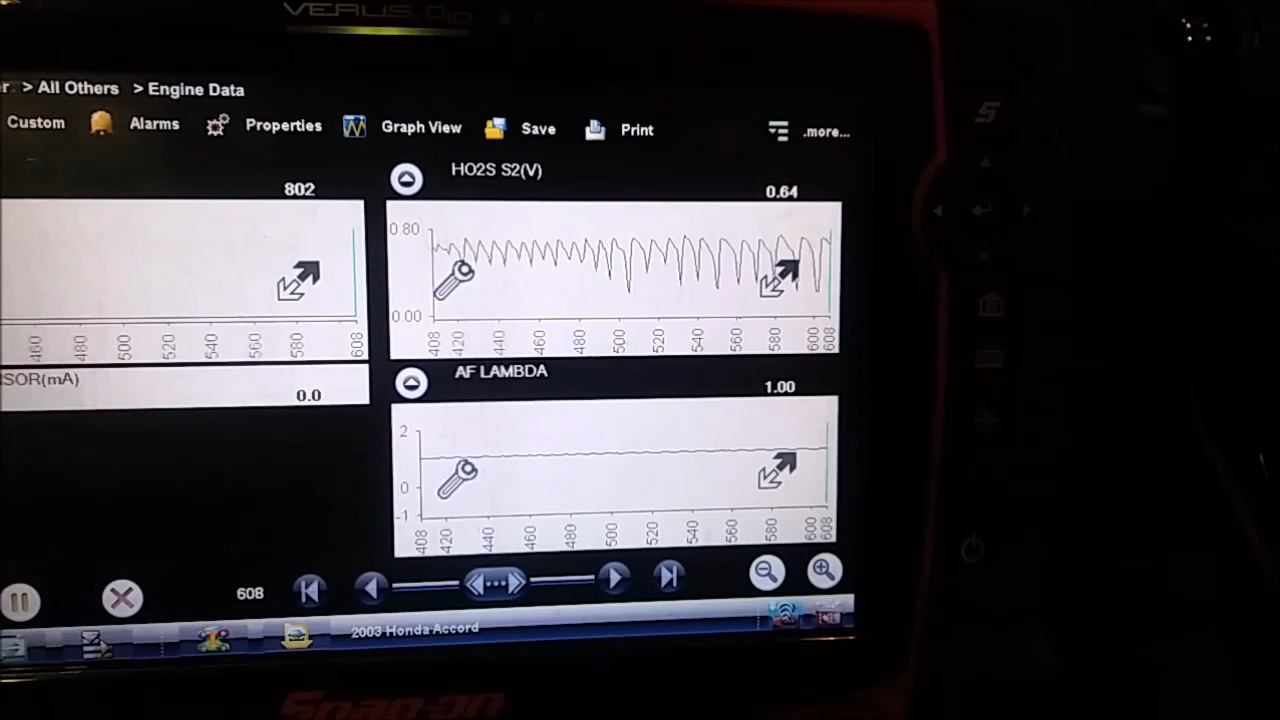 VERUS PRO
r > All Others > Engine Data
Custom Alarms Properties Graph View Save Print .more...
802
460 480 500 520 540 560 580 608
SOR(mA)
0.0
HO2S S2(V)
0.64
0.80
0.00
408 420 440 460 480 500 520 540 560 580 600 608
AF LAMBDA
1.00
2
0
-1
408 420 440 460 480 500 520 540 560 580 600 608
608
2003 Honda Accord
Snap-on